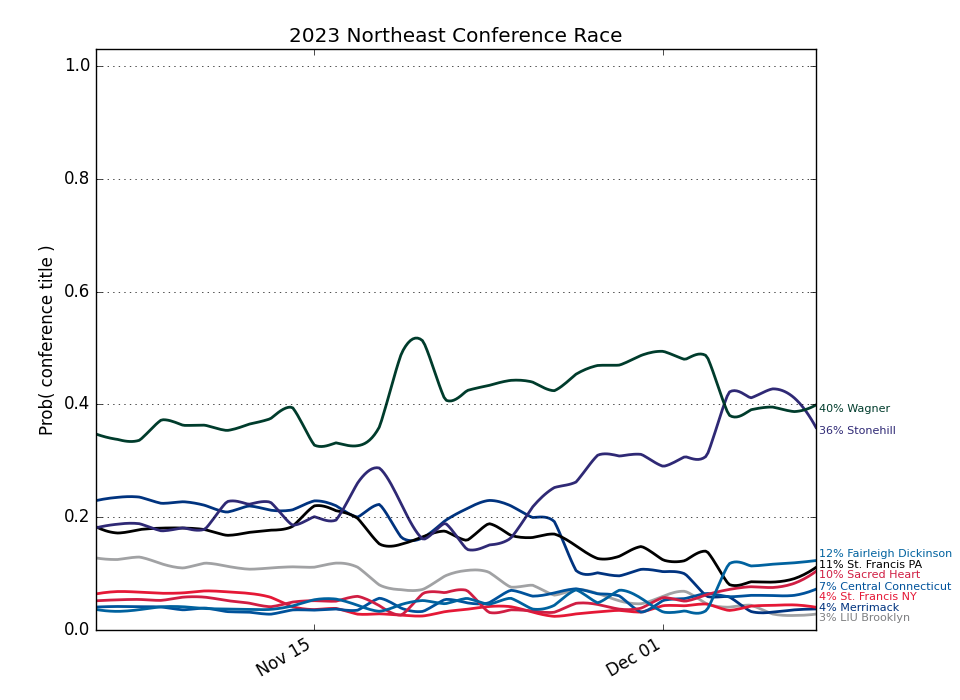 2023 Northeast Conference Race
1.0
0.8
0.6
0.4
0.2
0.0
Prob( conference title )
Nov 15
Dec 01
40% Wagner
36% Stonehill
12% Fairleigh Dickinson
11% St. Francis PA
10% Sacred Heart
7% Central Connecticut
4% St. Francis NY
4% Merrimack
3% LIU Brooklyn